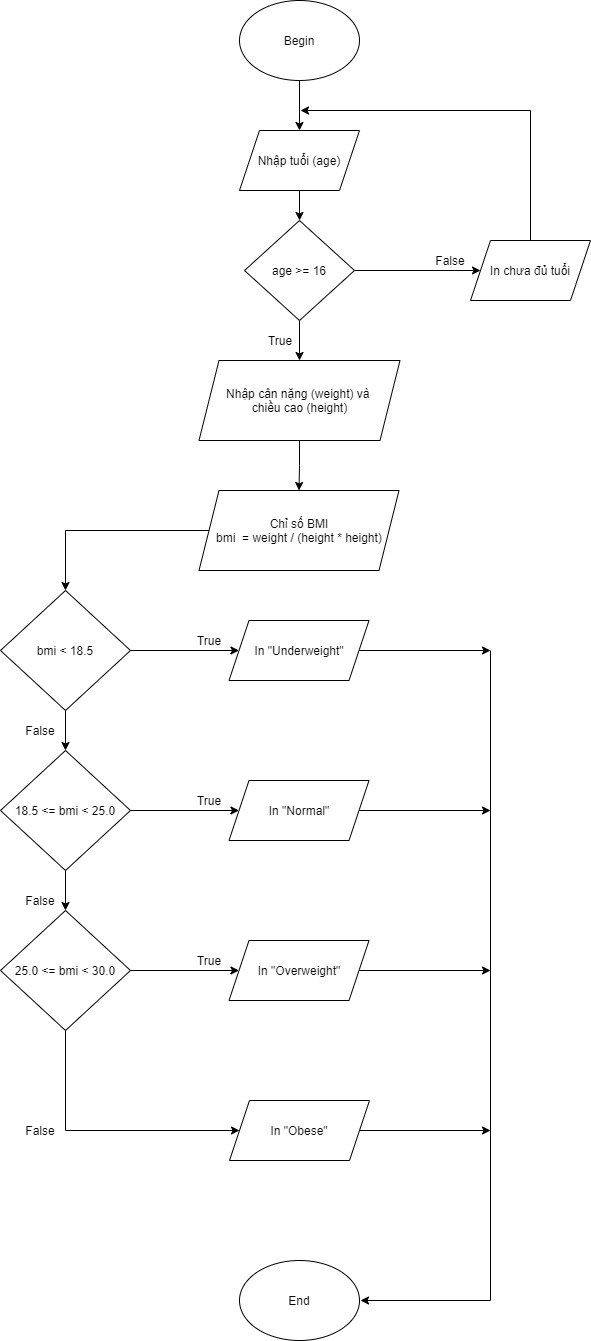 Begin
Nhập tuổi (age)
age >= 16
False
In chưa đủ tuổi
True
Nhập cân nặng (weight) và
chiều cao (height)
Chỉ số BMI
bmi  = weight / (height * height)
bmi < 18.5
True
In "Underweight"
False
18.5 <= bmi < 25.0
True
In "Normal"
False
25.0 <= bmi < 30.0
True
In "Overweight"
False
In "Obese"
End